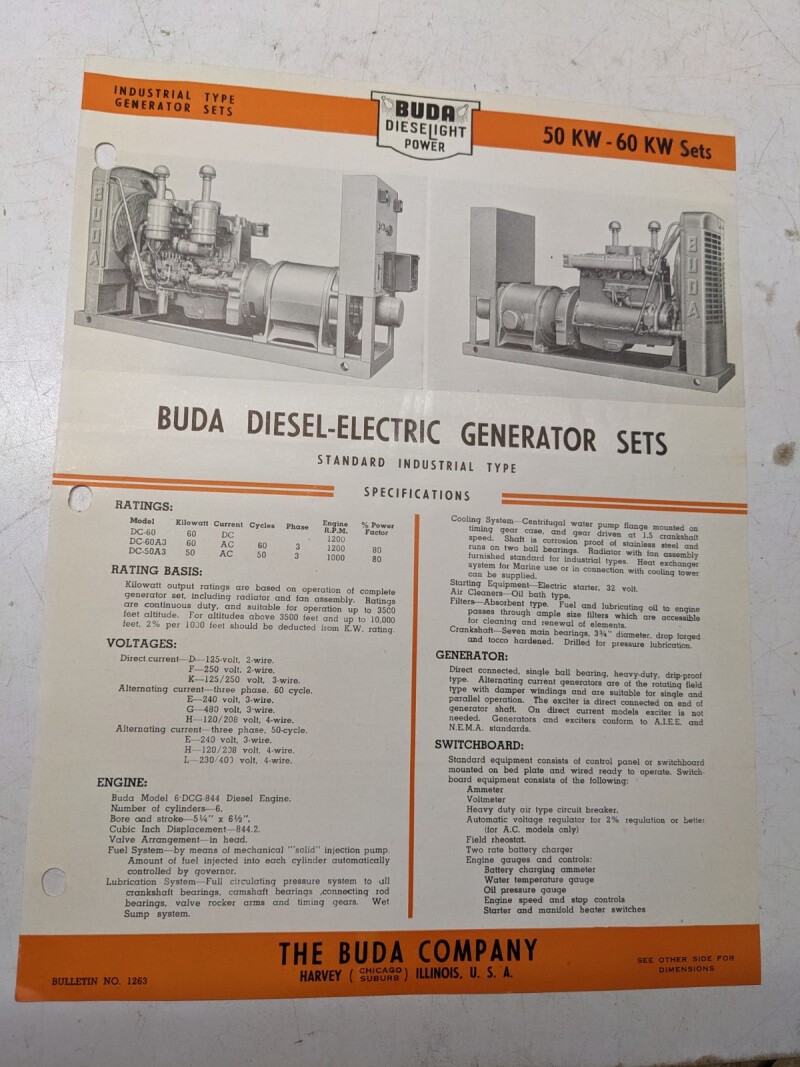 INDUSTRIAL TYPE
GENERATOR SETS
BUDA
DIESELIGHT
POWER
50 KW - 60 KW Sets
BUDA
BUDA
BUDA DIESEL-ELECTRIC GENERATOR SETS
STANDARD INDUSTRIAL TYPE
SPECIFICATIONS
RATINGS:
Model Kilowatt Current Cycles Phase Engine R.P.M. % Power Factor
DC-60 60 DC 1200
DC-60A3 60 AC 60 3 1200 80
DC-50A3 50 AC 50 3 1000 80
RATING BASIS:
Kilowatt output ratings are based on operation of complete
generator set, including radiator and fan assembly. Ratings
are continuous duty, and suitable for operation up to 3500
feet altitude. For altitudes above 3500 feet and up to 10,000
feet, 2% per 1000 feet should be deducted from K.W. rating.
VOLTAGES:
Direct current—D—125-volt, 2-wire.
F—250 volt, 2-wire.
K—125/250 volt, 3-wire.
Alternating current—three phase, 60 cycle.
E—240 volt, 3-wire.
G—480 volt, 3-wire.
H—120/208 volt, 4-wire.
Alternating current—three phase, 50-cycle.
E—240 volt, 3-wire.
H—120/208 volt, 4-wire.
L—230/400 volt, 4-wire.
ENGINE:
Buda Model 6-DCG-844 Diesel Engine.
Number of cylinders—6.
Bore and stroke—5¼" x 6½".
Cubic Inch Displacement—844.2.
Valve Arrangement—in head.
Fuel System—by means of mechanical "'solid" injection pump.
Amount of fuel injected into each cylinder automatically
controlled by governor.
Lubrication System—Full circulating pressure system to all
crankshaft bearings, camshaft bearings ,connecting rod
bearings, valve rocker arms and timing gears. Wet
Sump system.
Cooling System—Centrifugal water pump flange mounted on
timing gear case, and gear driven at 1.5 crankshaft
speed. Shaft is corrosion proof of stainless steel and
runs on two ball bearings. Radiator with fan assembly
furnished standard for industrial types. Heat exchanger
system for Marine use or in connection with cooling tower
can be supplied.
Starting Equipment—Electric starter, 32 volt.
Air Cleaners—Oil bath type.
Filters—Absorbent type. Fuel and lubricating oil to engine
passes through ample size filters which are accessible
for cleaning and renewal of elements.
Crankshaft—Seven main bearings, 3¾" diameter, drop forged
and tocco hardened. Drilled for pressure lubrication.
GENERATOR:
Direct connected, single ball bearing, heavy-duty, drip-proof
type. Alternating current generators are of the rotating field
type with damper windings and are suitable for single and
parallel operation. The exciter is direct connected on end of
generator shaft. On direct current models exciter is not
needed. Generators and exciters conform to A.I.E.E. and
N.E.M.A. standards.
SWITCHBOARD:
Standard equipment consists of control panel or switchboard
mounted on bed plate and wired ready to operate. Switch-
board equipment consists of the following:
Ammeter
Voltmeter
Heavy duty air type circuit breaker.
Automatic voltage regulator for 2% regulation or better
(for A.C. models only)
Field rheostat.
Two rate battery charger
Engine gauges and controls:
Battery charging ammeter
Water temperature gauge
Oil pressure gauge
Engine speed and stop controls
Starter and manifold heater switches
THE BUDA COMPANY
HARVEY ( CHICAGO SUBURB ) ILLINOIS, U. S. A.
BULLETIN NO. 1263
SEE OTHER SIDE FOR
DIMENSIONS